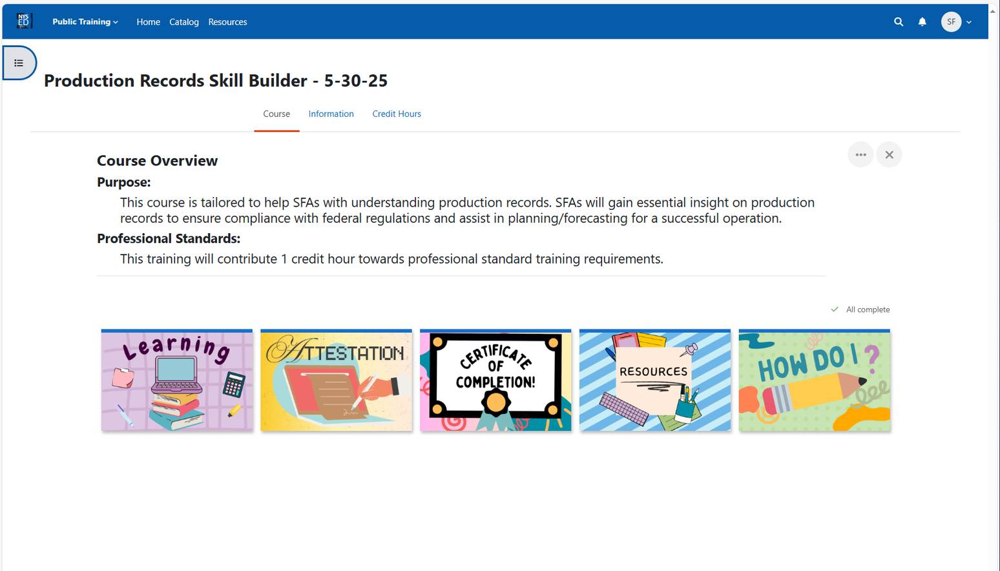 NYS
ED
Public Training
Home
Catalog
Resources
SF
Production Records Skill Builder - 5-30-25
Course
Information
Credit Hours
Course Overview
Purpose:
This course is tailored to help SFAs with understanding production records. SFAs will gain essential insight on production
records to ensure compliance with federal regulations and assist in planning/forecasting for a successful operation.
Professional Standards:
This training will contribute 1 credit hour towards professional standard training requirements.
All complete
Learning
ATTESTATION
CERTIFICATE
OF
COMPLETION!
RESOURCES
HOW DO I ?